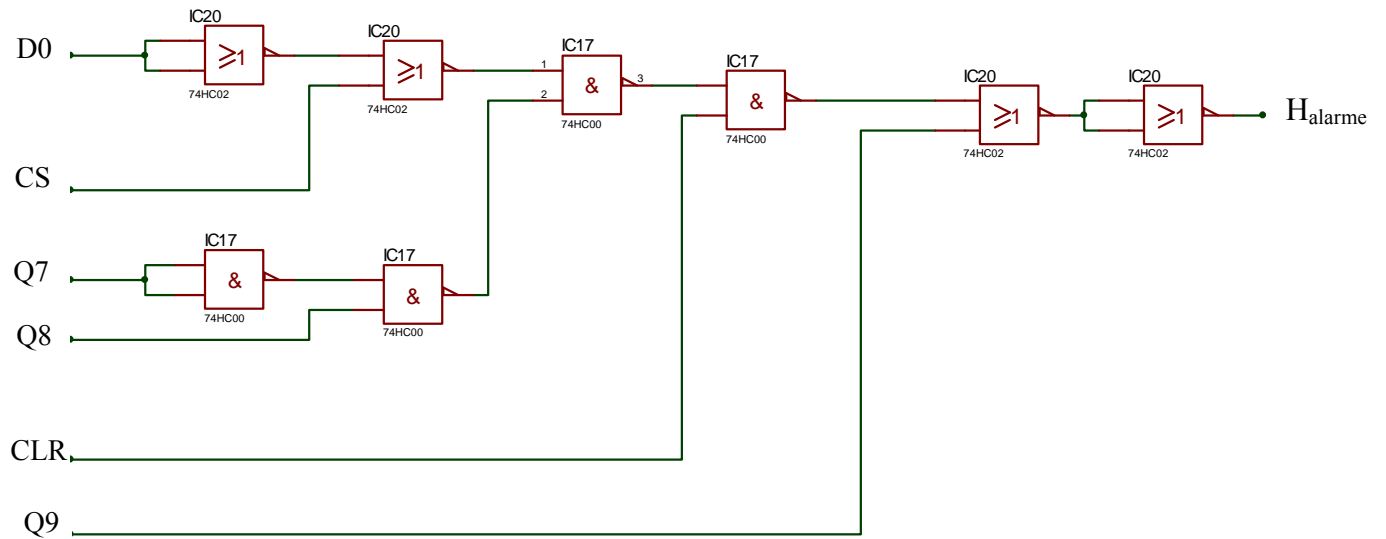 D0
IC20
≥1
74HC02
IC20
≥1
74HC02
IC17
1
2
&
3
74HC00
IC17
&
74HC00
IC20
≥1
74HC02
IC20
≥1
74HC02
Halarme
CS
Q7
IC17
&
74HC00
IC17
&
74HC00
Q8
CLR
Q9